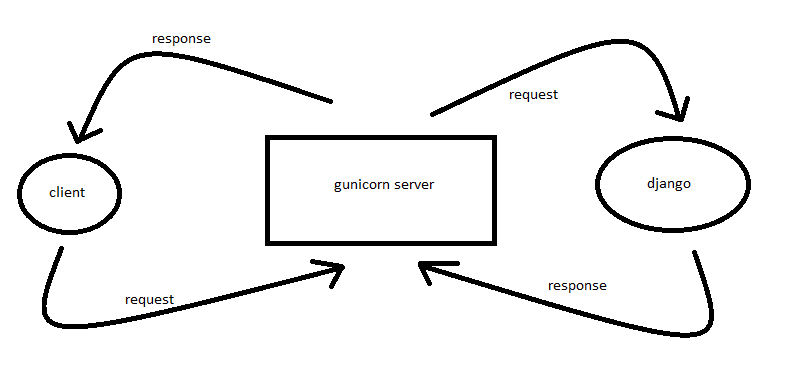 response
request
client
gunicorn server
django
request
response